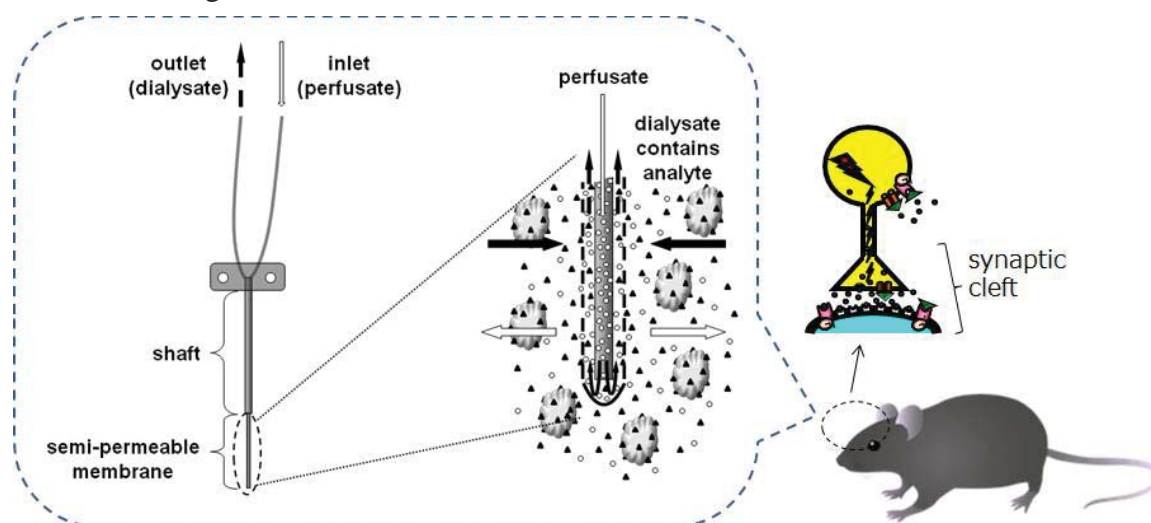 outlet
(dialysate)
inlet
(perfusate)
perfusate
dialysate
contains
analyte
synaptic
cleft
shaft
semi-permeable
membrane